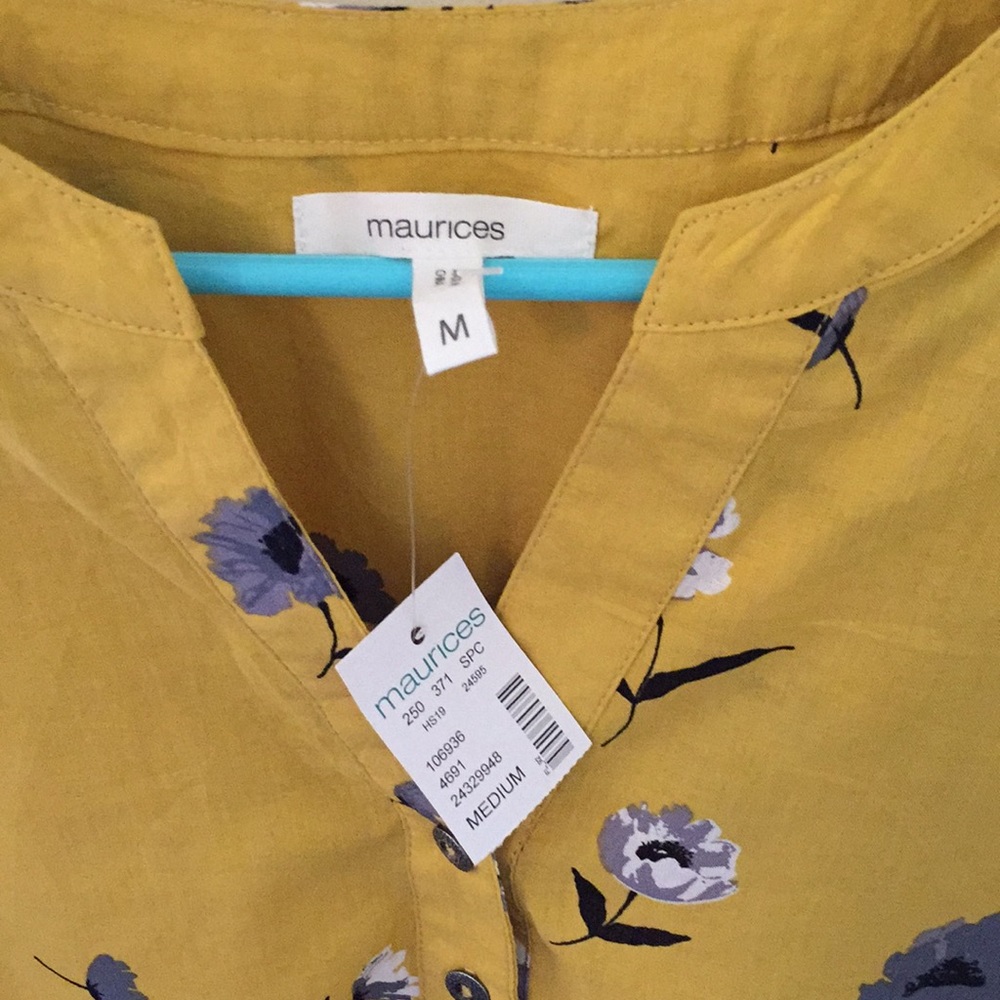 maurices
M
maurices
250 371 SPC
HS19 24595
106936
4691
24329948
MEDIUM